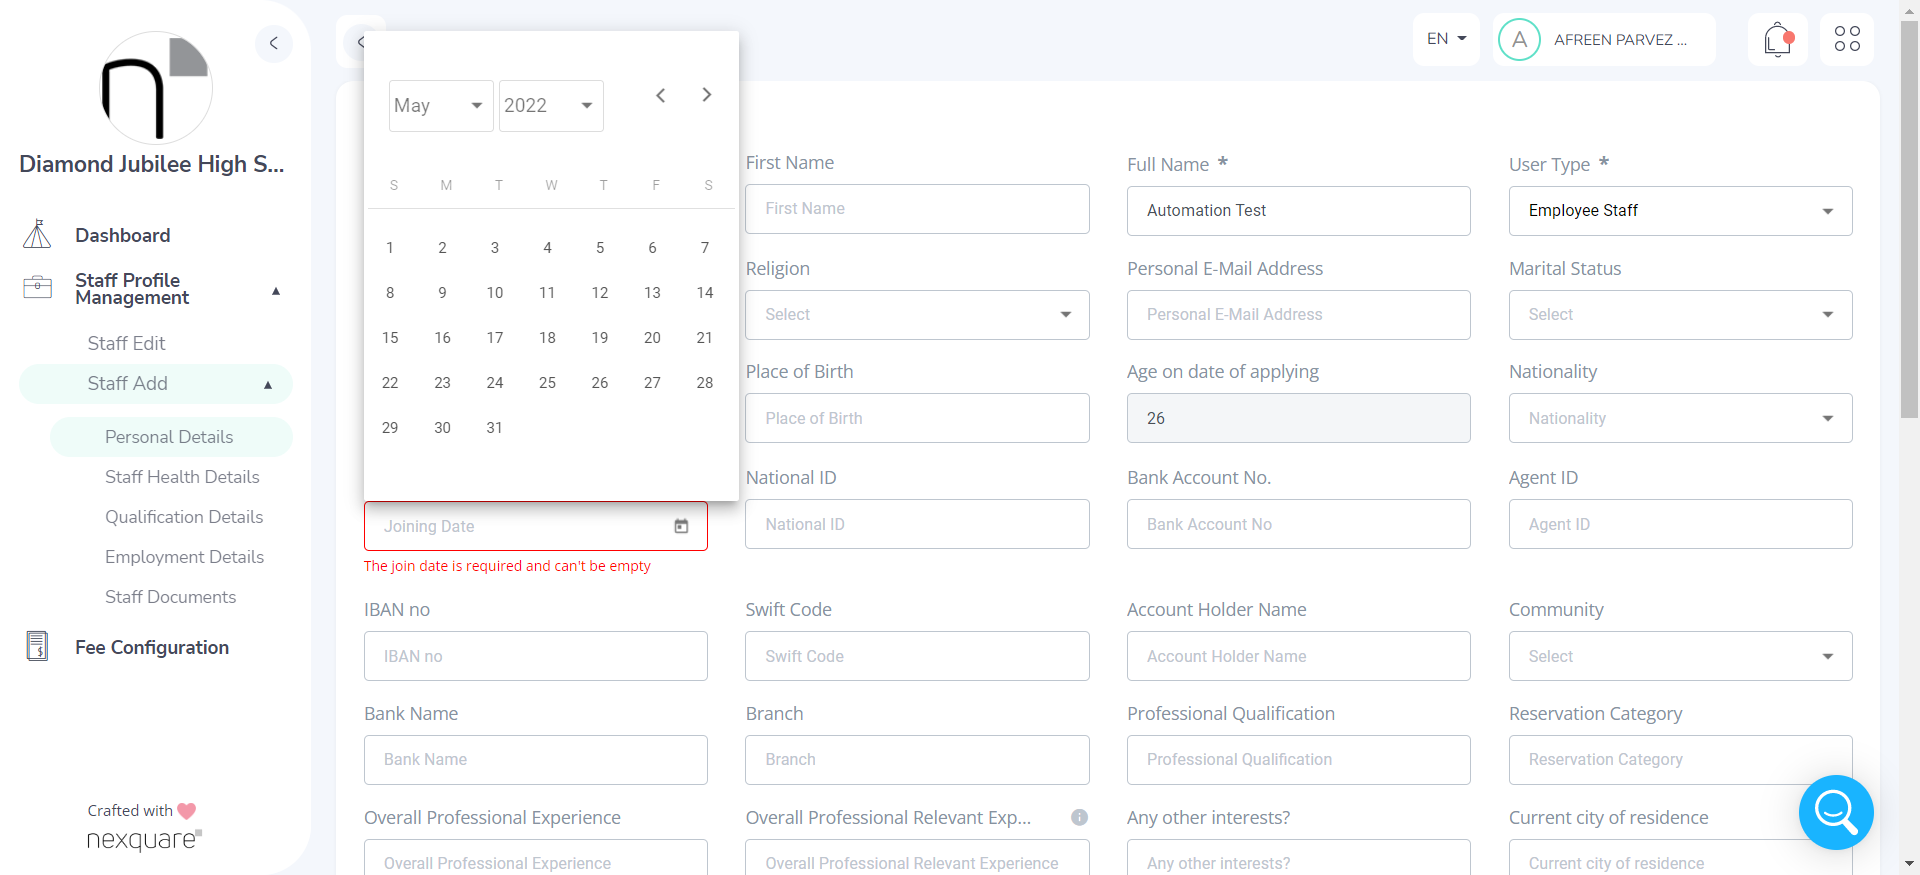 Diamond Jubilee High S...
Dashboard
Staff Profile
Management
Staff Edit
Staff Add
Personal Details
Staff Health Details
Qualification Details
Employment Details
Staff Documents
Fee Configuration
Crafted with
nexquare
EN
A
AFREEN PARVEZ ...
May
2022
S M T W T F S
1 2 3 4 5 6 7
8 9 10 11 12 13 14
15 16 17 18 19 20 21
22 23 24 25 26 27 28
29 30 31
First Name
Full Name *
User Type *
First Name
Automation Test
Employee Staff
Religion
Personal E-Mail Address
Marital Status
Select
Personal E-Mail Address
Select
Place of Birth
Age on date of applying
Nationality
Place of Birth
26
Nationality
National ID
Bank Account No.
Agent ID
Joining Date
National ID
Bank Account No
Agent ID
The join date is required and can't be empty
IBAN no
Swift Code
Account Holder Name
Community
IBAN no
Swift Code
Account Holder Name
Select
Bank Name
Branch
Professional Qualification
Reservation Category
Bank Name
Branch
Professional Qualification
Reservation Category
Overall Professional Experience
Overall Professional Relevant Exp...
Any other interests?
Current city of residence
Overall Professional Experience
Overall Professional Relevant Experience
Any other interests?
Current city of residence